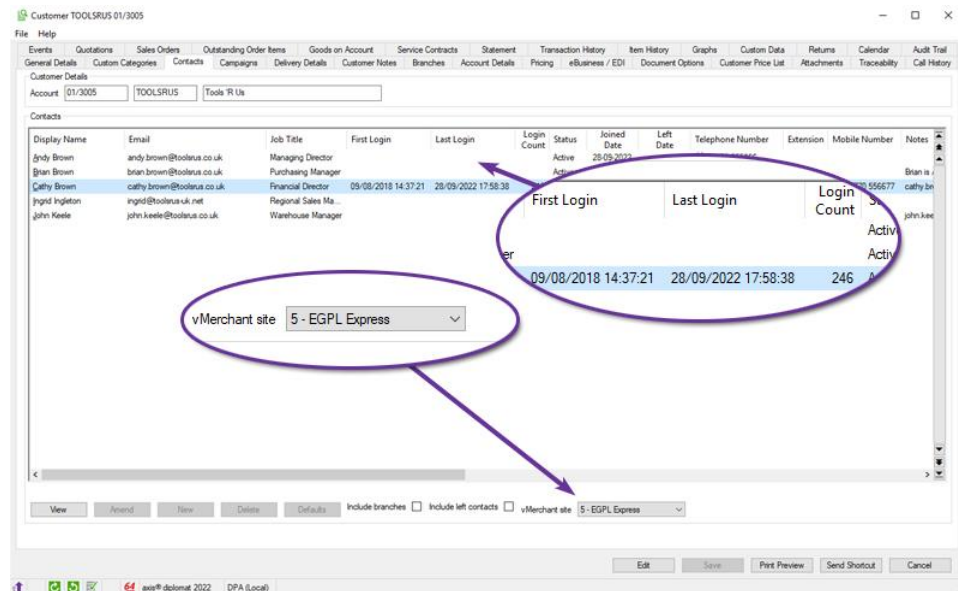 Customer TOOLSRUS 01/3005
File Help
Events Quotations Sales Orders Outstanding Order Items Goods on Account Service Contracts Statement Transaction History Item History Graphs Custom Data Returns Calendar Audit Trail
General Details Custom Categories Contacts Campaigns Delivery Details Customer Notes Branches Account Details Pricing eBusiness / EDI Document Options Customer Price List Attachments Traceability Call History
Customer Details
Account 01/3005 TOOLSRUS Tools 'R Us
Contacts
Display Name Email Job Title First Login Last Login Login Count Status Joined Date Left Date Telephone Number Extension Mobile Number Notes
Andy Brown andy.brown@toolsrus.co.uk Managing Director Active 28-09-2022
Brian Brown brian.brown@toolsrus.co.uk Purchasing Manager Brian is
Cathy Brown cathy.brown@toolsrus.co.uk Financial Director 09/08/2018 14:37:21 28/09/2022 17:58:38 556677 cathy.br
Ingrid Ingleton ingrid@toolsrus-uk.net Regional Sales Ma...
John Keele john.keele@toolsrus.co.uk Warehouse Manager john.kee
First Login Last Login Login Count
Active
er Activ
09/08/2018 14:37:21 28/09/2022 17:58:38 246
vMerchant site 5 - EGPL Express
View Amend New Delete Defaults Include branches Include left contacts vMerchant site 5 - EGPL Express
Edit Save Print Preview Send Shortcut Cancel
64 axis® diplomat 2022 DPA (Local)